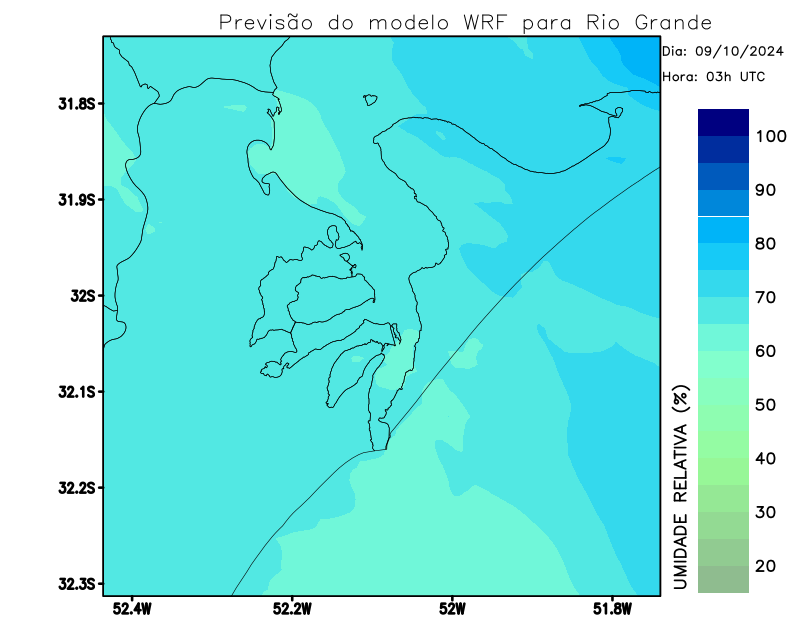 Previsão do modelo WRF para Rio Grande
Dia: 09/10/2024
Hora: 03h UTC
31.8S
31.9S
32S
32.1S
32.2S
32.3S
52.4W
52.2W
52W
51.8W
100
90
80
70
60
50
40
30
20
UMIDADE RELATIVA (%)